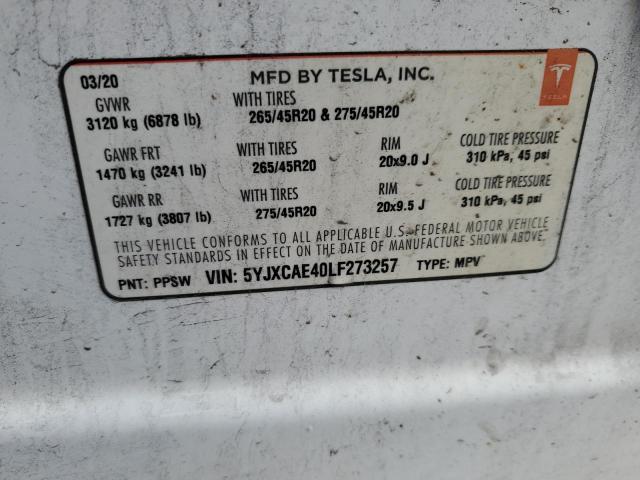 03/20 MFD BY TESLA, INC.
TESLA
GVWR WITH TIRES
3120 kg (6878 lb) 265/45R20 & 275/45R20
GAWR FRT WITH TIRES RIM COLD TIRE PRESSURE
1470 kg (3241 lb) 265/45R20 20x9.0 J 310 kPa, 45 psi
GAWR RR WITH TIRES RIM COLD TIRE PRESSURE
1727 kg (3807 lb) 275/45R20 20x9.5 J 310 kPa, 45 psi
THIS VEHICLE CONFORMS TO ALL APPLICABLE U.S. FEDERAL MOTOR VEHICLE
SAFETY STANDARDS IN EFFECT ON THE DATE OF MANUFACTURE SHOWN ABOVE.
PNT: PPSW VIN: 5YJXCAE40LF273257 TYPE: MPV